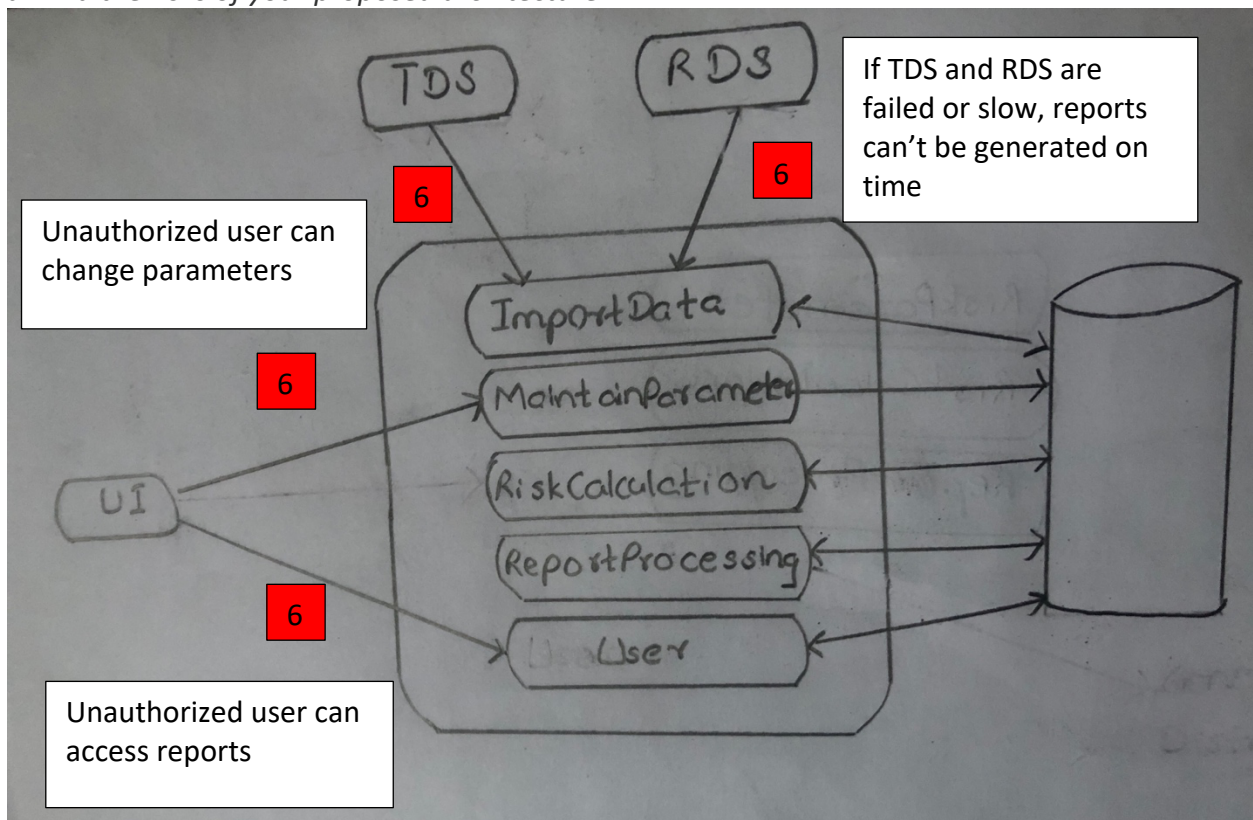 TDS
RDS
If TDS and RDS are
failed or slow, reports
can't be generated on
time
6
6
Unauthorized user can
change parameters
ImportData
6
MaintainParameter
RiskCalculation
UI
ReportProcessing
6
User
Unauthorized user can
access reports